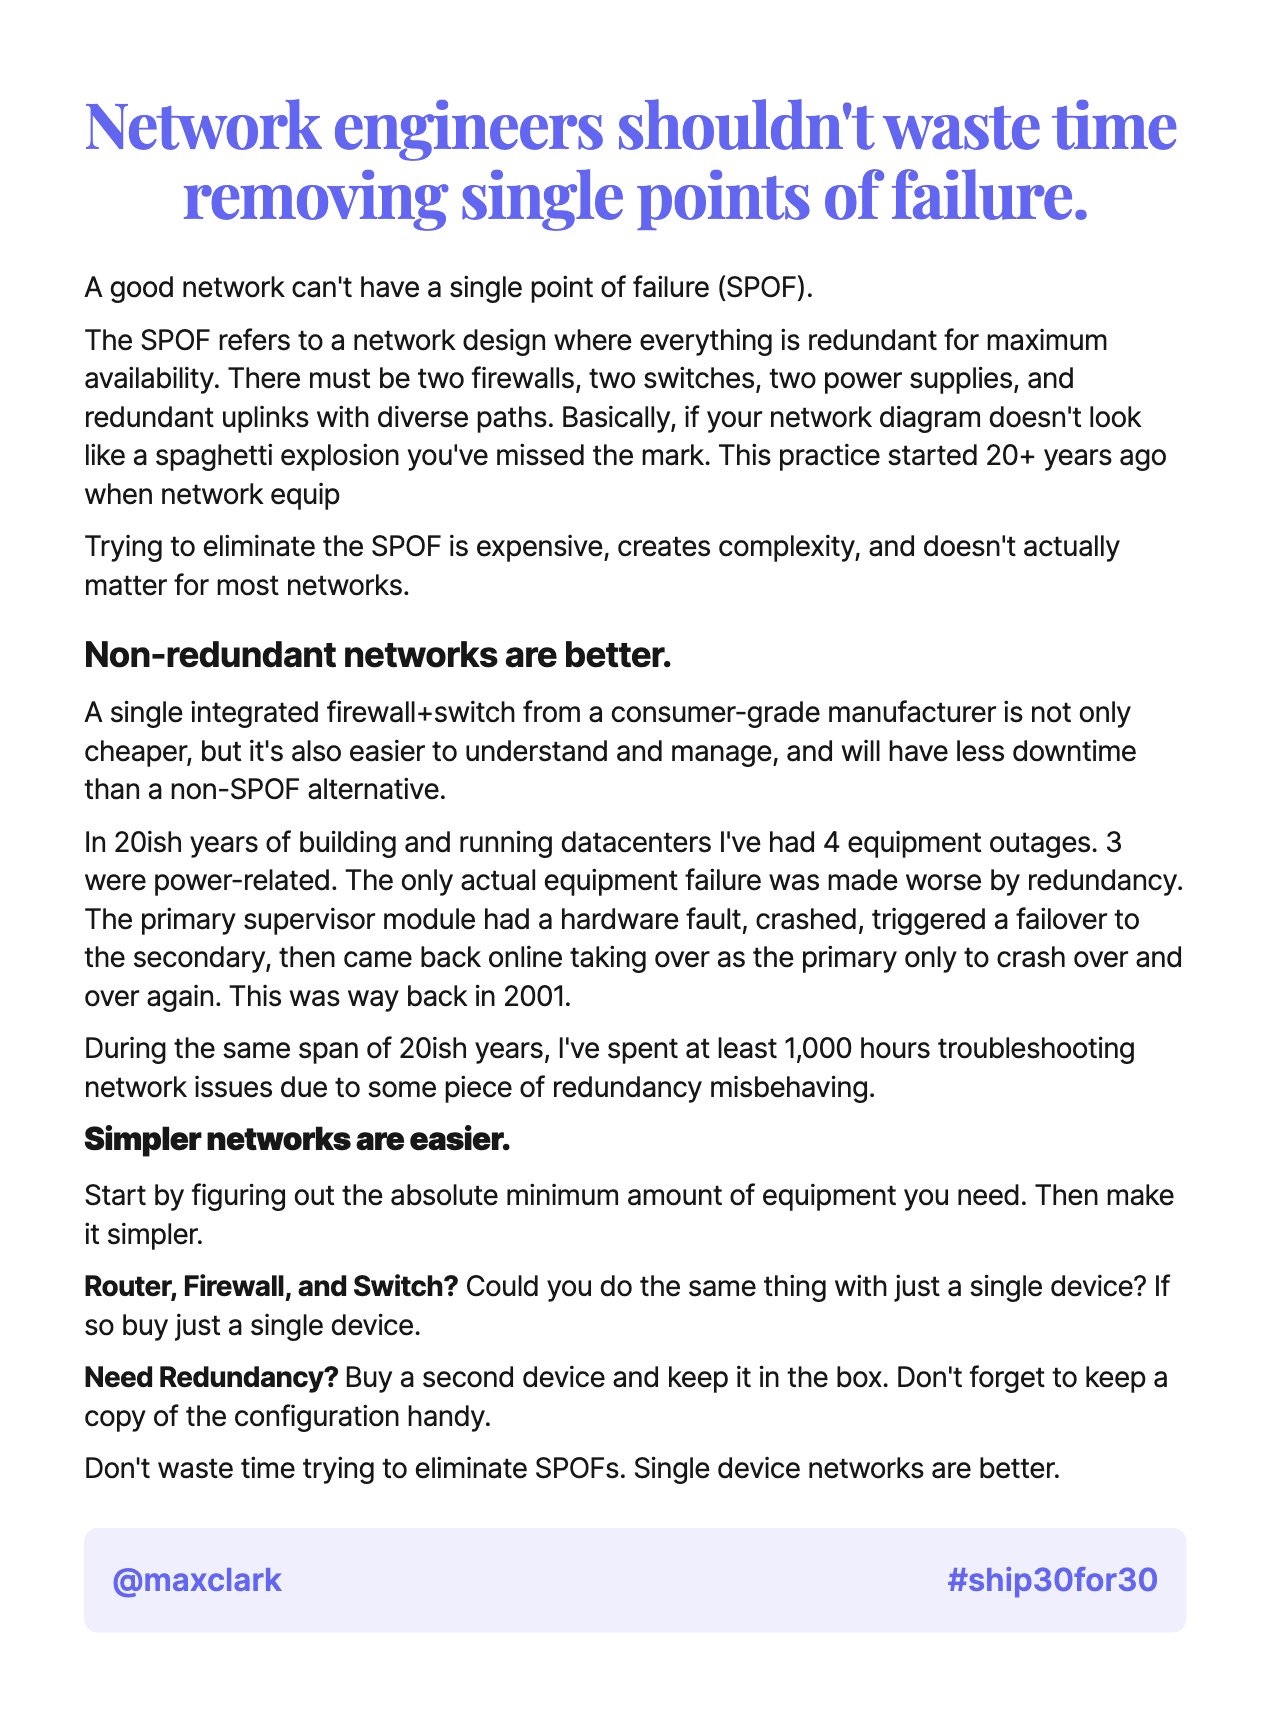 Network engineers shouldn't waste time
removing single points of failure.
A good network can't have a single point of failure (SPOF).
The SPOF refers to a network design where everything is redundant for maximum
availability. There must be two firewalls, two switches, two power supplies, and
redundant uplinks with diverse paths. Basically, if your network diagram doesn't look
like a spaghetti explosion you've missed the mark. This practice started 20+ years ago
when network equip
Trying to eliminate the SPOF is expensive, creates complexity, and doesn't actually
matter for most networks.
Non-redundant networks are better.
A single integrated firewall+switch from a consumer-grade manufacturer is not only
cheaper, but it's also easier to understand and manage, and will have less downtime
than a non-SPOF alternative.
In 20ish years of building and running datacenters I've had 4 equipment outages. 3
were power-related. The only actual equipment failure was made worse by redundancy.
The primary supervisor module had a hardware fault, crashed, triggered a failover to
the secondary, then came back online taking over as the primary only to crash over and
over again. This was way back in 2001.
During the same span of 20ish years, I've spent at least 1,000 hours troubleshooting
network issues due to some piece of redundancy misbehaving.
Simpler networks are easier.
Start by figuring out the absolute minimum amount of equipment you need. Then make
it simpler.
Router, Firewall, and Switch? Could you do the same thing with just a single device? If
so buy just a single device.
Need Redundancy? Buy a second device and keep it in the box. Don't forget to keep a
copy of the configuration handy.
Don't waste time trying to eliminate SPOFs. Single device networks are better.
@maxclark #ship30for30